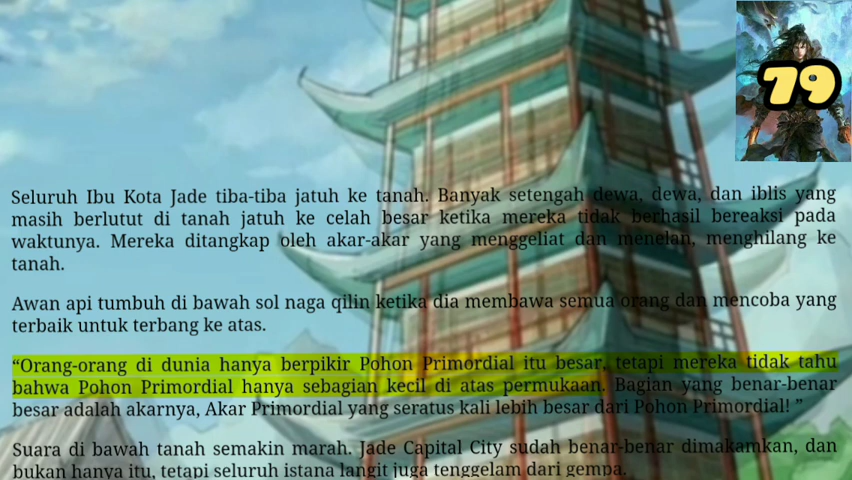 79
Seluruh Ibu Kota Jade tiba-tiba jatuh ke tanah. Banyak setengah dewa, dewa, dan iblis yang
masih berlutut di tanah jatuh ke celah besar ketika mereka tidak berhasil bereaksi pada
waktunya. Mereka ditangkap oleh akar-akar yang menggeliat dan menelan, menghilang ke
tanah.
Awan api tumbuh di bawah sol naga qilin ketika dia membawa semua orang dan mencoba yang
terbaik untuk terbang ke atas.
“Orang-orang di dunia hanya berpikir Pohon Primordial itu besar, tetapi mereka tidak tahu
bahwa Pohon Primordial hanya sebagian kecil di atas permukaan. Bagian yang benar-benar
besar adalah akarnya, Akar Primordial yang seratus kali lebih besar dari Pohon Primordial! ”
Suara di bawah tanah semakin marah. Jade Capital City sudah benar-benar dimakamkan, dan
bukan hanya itu, tetapi seluruh istana langit juga tenggelam dari gempa.